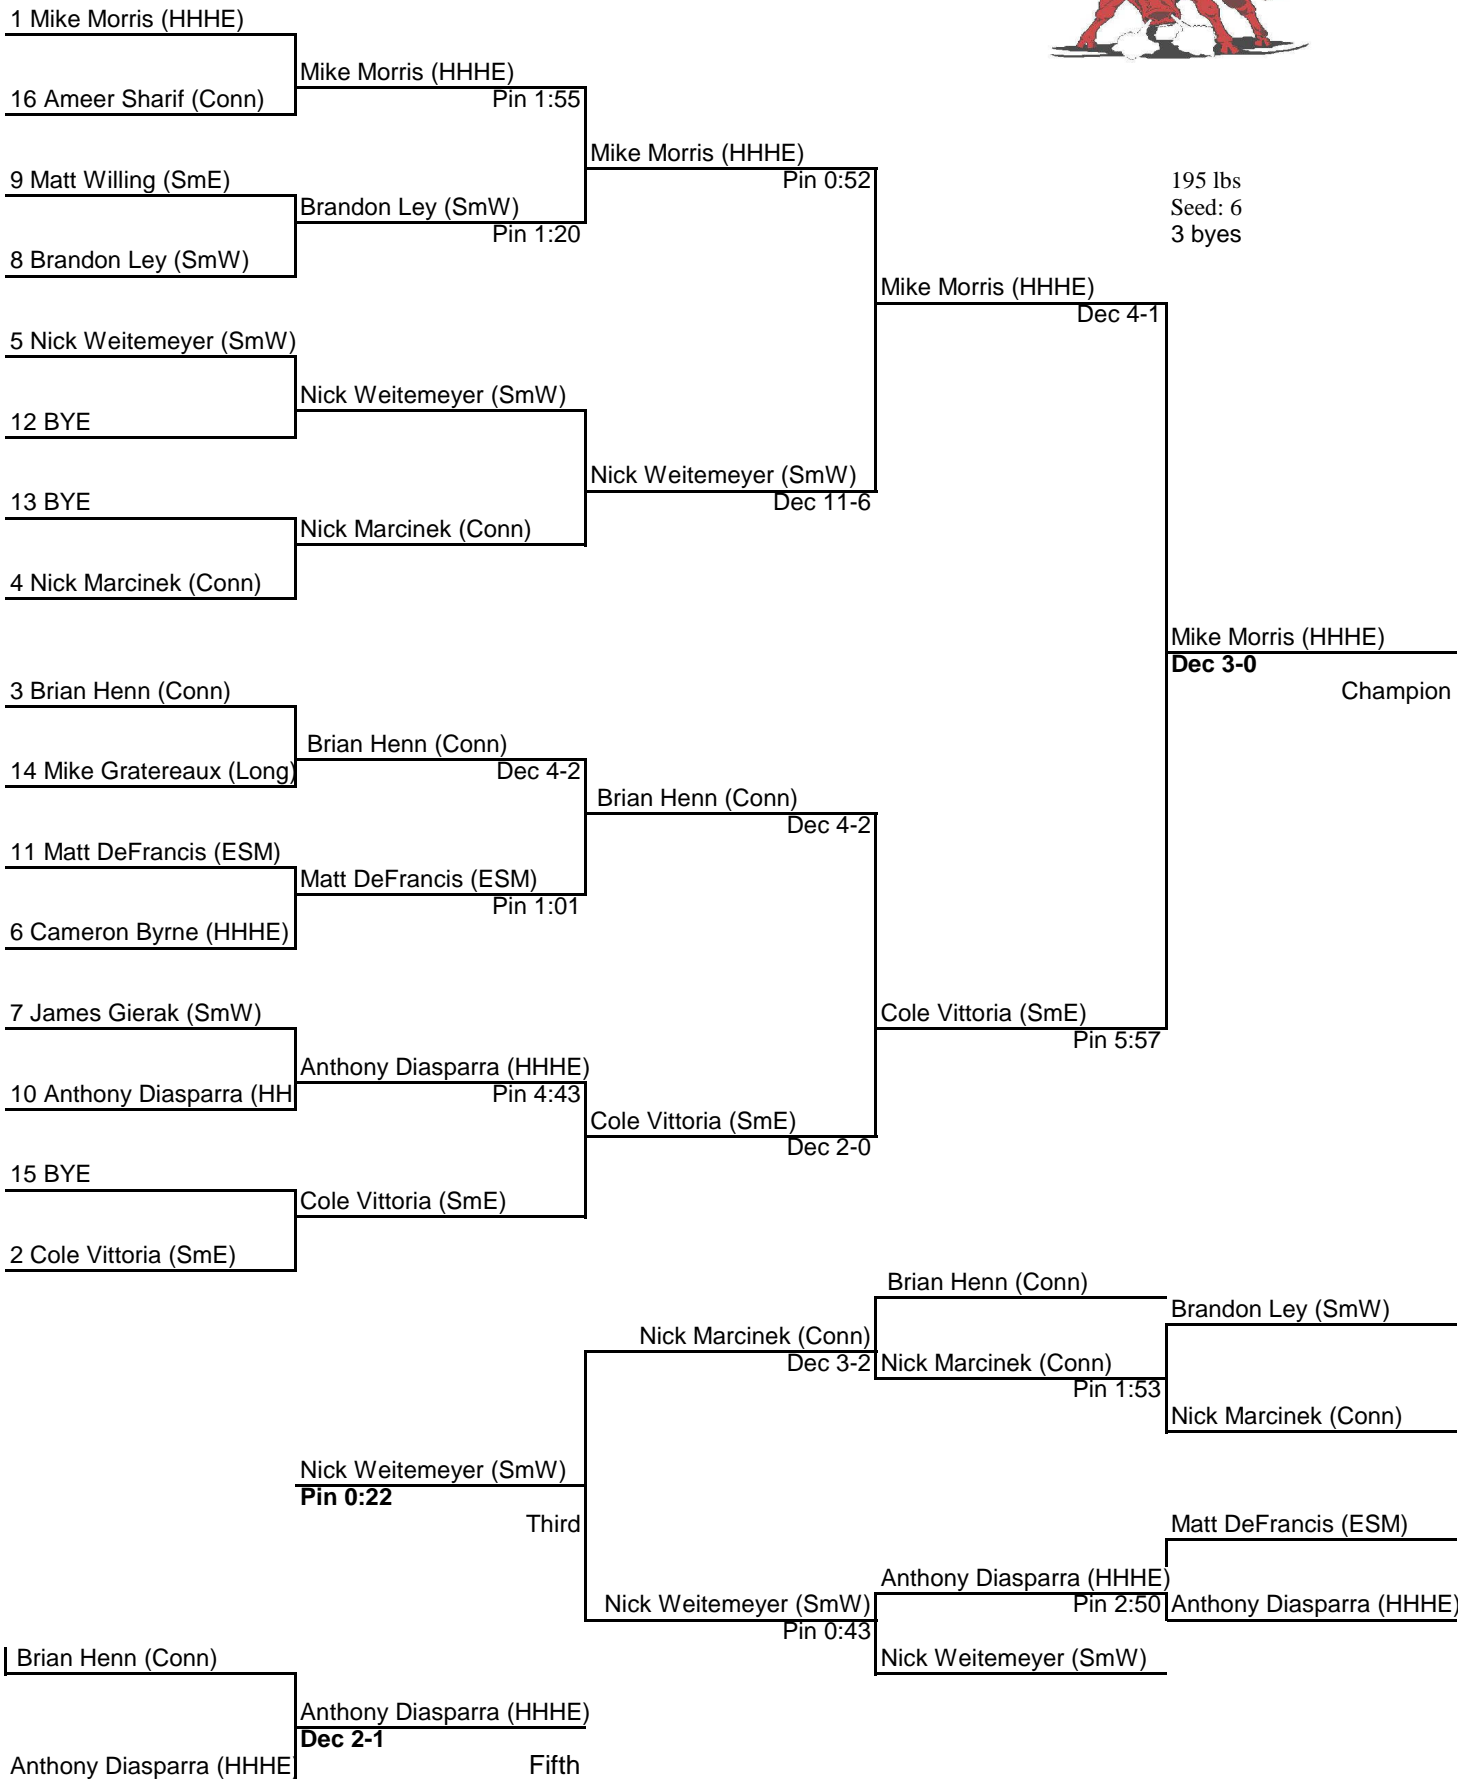 1 Mike Morris (HHHE)
Mike Morris (HHHE)
16 Ameer Sharif (Conn)
Pin 1:55
Mike Morris (HHHE)
9 Matt Willing (SmE)
Pin 0:52
195 lbs
Brandon Ley (SmW)
Seed: 6
Pin 1:20
3 byes
8 Brandon Ley (SmW)
Mike Morris (HHHE)
Dec 4-1
5 Nick Weitemeyer (SmW)
Nick Weitemeyer (SmW)
12 BYE
Nick Weitemeyer (SmW)
13 BYE
Dec 11-6
Nick Marcinek (Conn)
4 Nick Marcinek (Conn)
Mike Morris (HHHE)
Dec 3-0
3 Brian Henn (Conn)
Champion
Brian Henn (Conn)
14 Mike Gratereaux (Long)
Dec 4-2
Brian Henn (Conn)
Dec 4-2
11 Matt DeFrancis (ESM)
Matt DeFrancis (ESM)
Pin 1:01
6 Cameron Byrne (HHHE)
7 James Gierak (SmW)
Cole Vittoria (SmE)
Pin 5:57
Anthony Diasparra (HHHE)
10 Anthony Diasparra (HH
Pin 4:43
Cole Vittoria (SmE)
Dec 2-0
15 BYE
Cole Vittoria (SmE)
2 Cole Vittoria (SmE)
Brian Henn (Conn)
Brandon Ley (SmW)
Nick Marcinek (Conn)
Dec 3-2
Nick Marcinek (Conn)
Pin 1:53
Nick Marcinek (Conn)
Nick Weitemeyer (SmW)
Pin 0:22
Third
Matt DeFrancis (ESM)
Anthony Diasparra (HHHE)
Nick Weitemeyer (SmW)
Pin 2:50
Anthony Diasparra (HHHE)
Pin 0:43
Brian Henn (Conn)
Nick Weitemeyer (SmW)
Anthony Diasparra (HHHE)
Dec 2-1
Anthony Diasparra (HHHE
Fifth